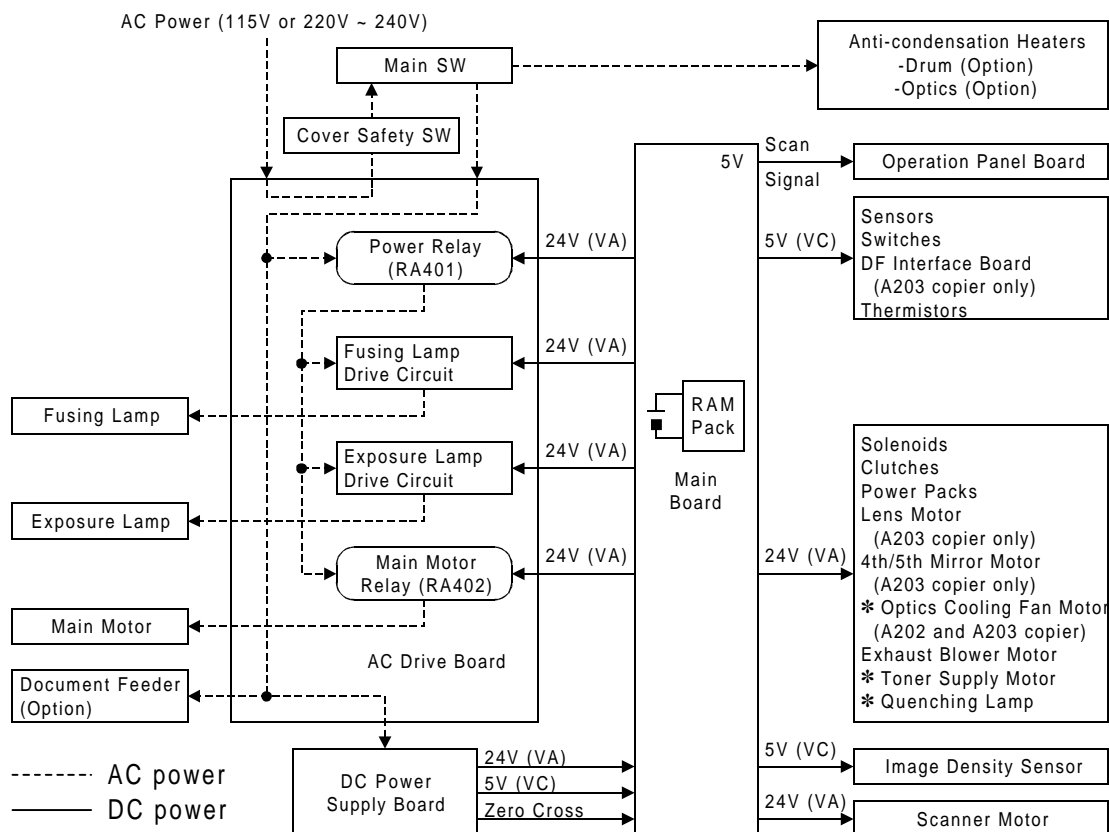 AC Power (115V or 220V ~ 240V)
Main SW
Anti-condensation Heaters
-Drum (Option)
-Optics (Option)
Cover Safety SW
5V
Scan
Signal
Operation Panel Board
Power Relay
(RA401)
24V (VA)
5V (VC)
Sensors
Switches
DF Interface Board
(A203 copier only)
Thermistors
Fusing Lamp
Drive Circuit
24V (VA)
Fusing Lamp
RAM
Pack
Exposure Lamp
Drive Circuit
24V (VA)
Main
Board
Exposure Lamp
Main Motor
Relay (RA402)
24V (VA)
24V (VA)
Solenoids
Clutches
Power Packs
Lens Motor
(A203 copier only)
4th/5th Mirror Motor
(A203 copier only)
✻ Optics Cooling Fan Motor
(A202 and A203 copier)
Exhaust Blower Motor
✻ Toner Supply Motor
✻ Quenching Lamp
Main Motor
AC Drive Board
Document Feeder
(Option)
AC power
DC power
DC Power
Supply Board
24V (VA)
5V (VC)
Zero Cross
5V (VC)
Image Density Sensor
24V (VA)
Scanner Motor